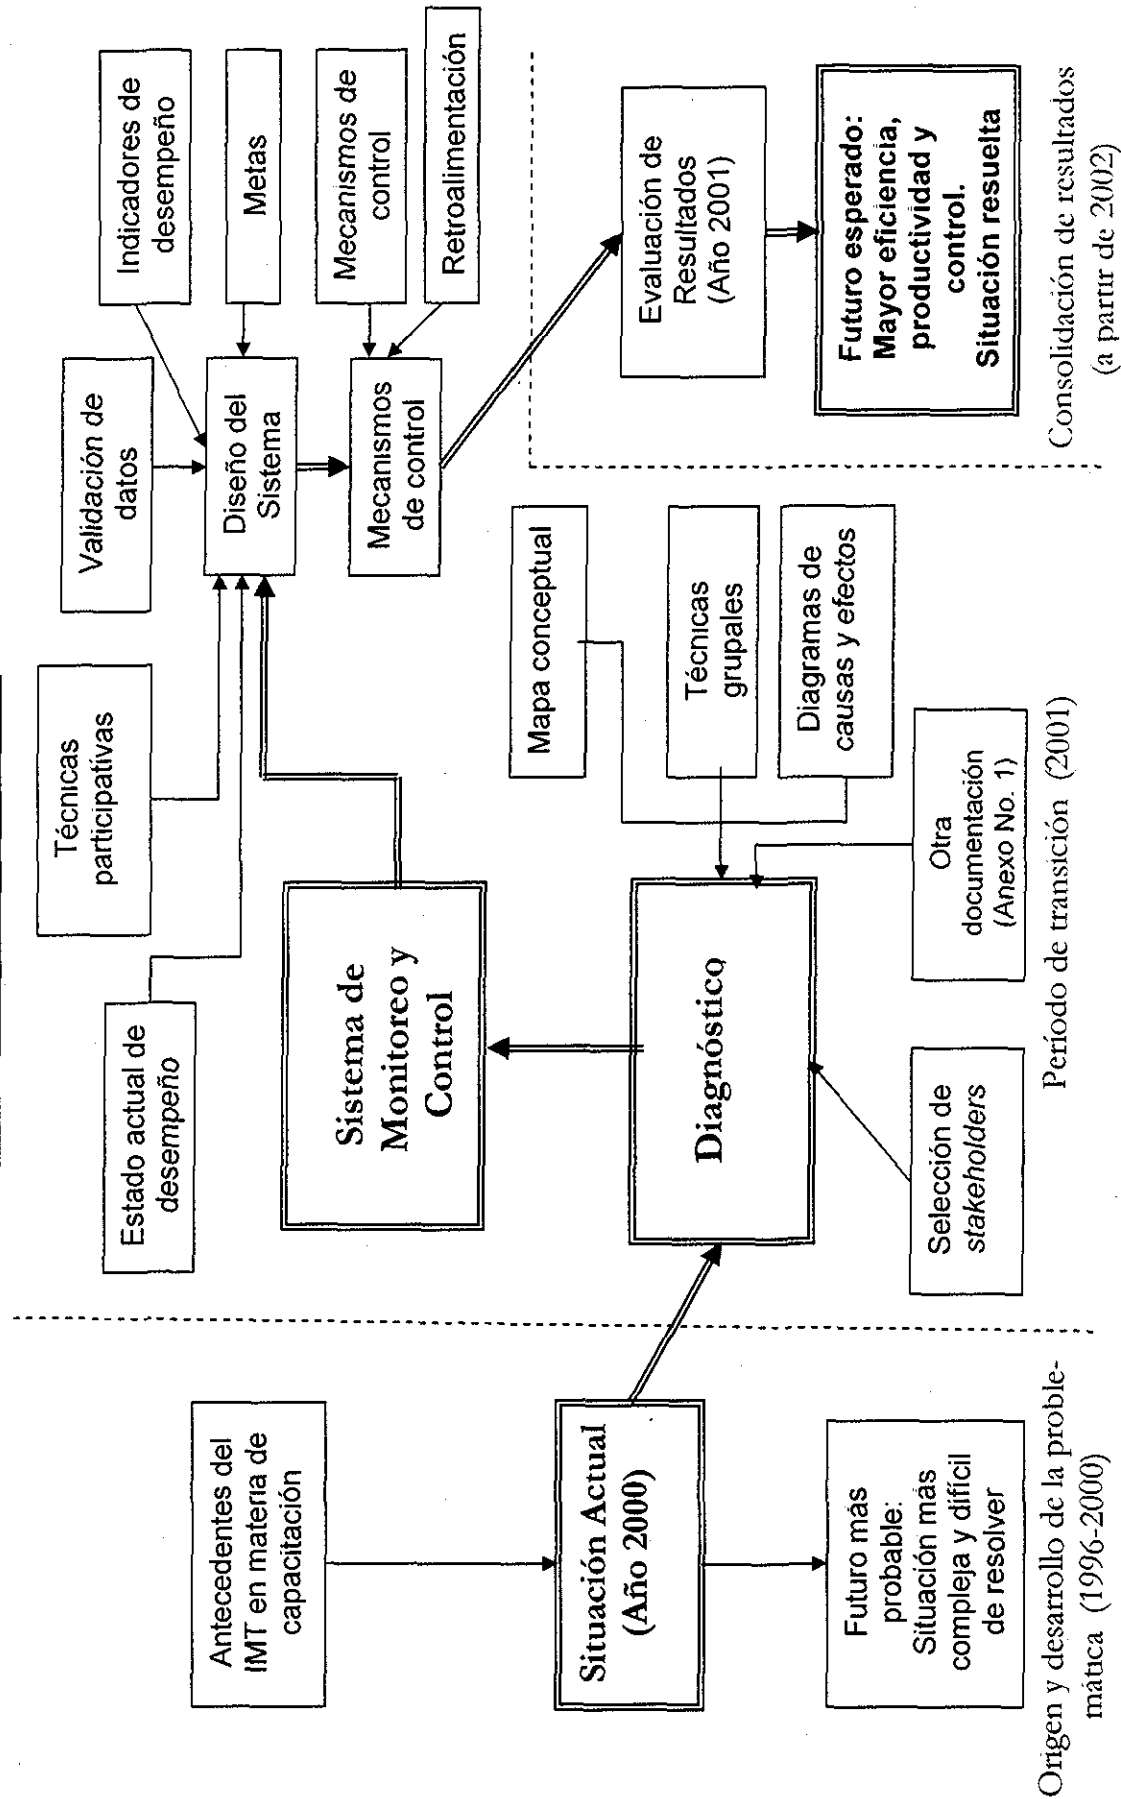 Antecedentes del
IMT en materia de
capacitación
Situación Actual
(Año 2000)
Futuro más
probable:
Situación más
compleja y difícil
de resolver
Origen y desarrollo de la proble-
mática (1996-2000)
Estado actual de
desempeño
Técnicas
participativas
Validación de
datos
Indicadores de
desempeño
Metas
Mecanismos de
control
Retroalimentación
Diseño del
Sistema
Mecanismos
de control
Sistema de
Monitoreo y
Control
Diagnóstico
Mapa conceptual
Técnicas
grupales
Diagramas de
causas y efectos
Otra
documentación
(Anexo No. 1)
Selección de
stakeholders
Período de transición (2001)
Evaluación de
Resultados
(Año 2001)
Futuro esperado:
Mayor eficiencia,
productividad y
control.
Situación resuelta
Consolidación de resultados
(a partir de 2002)